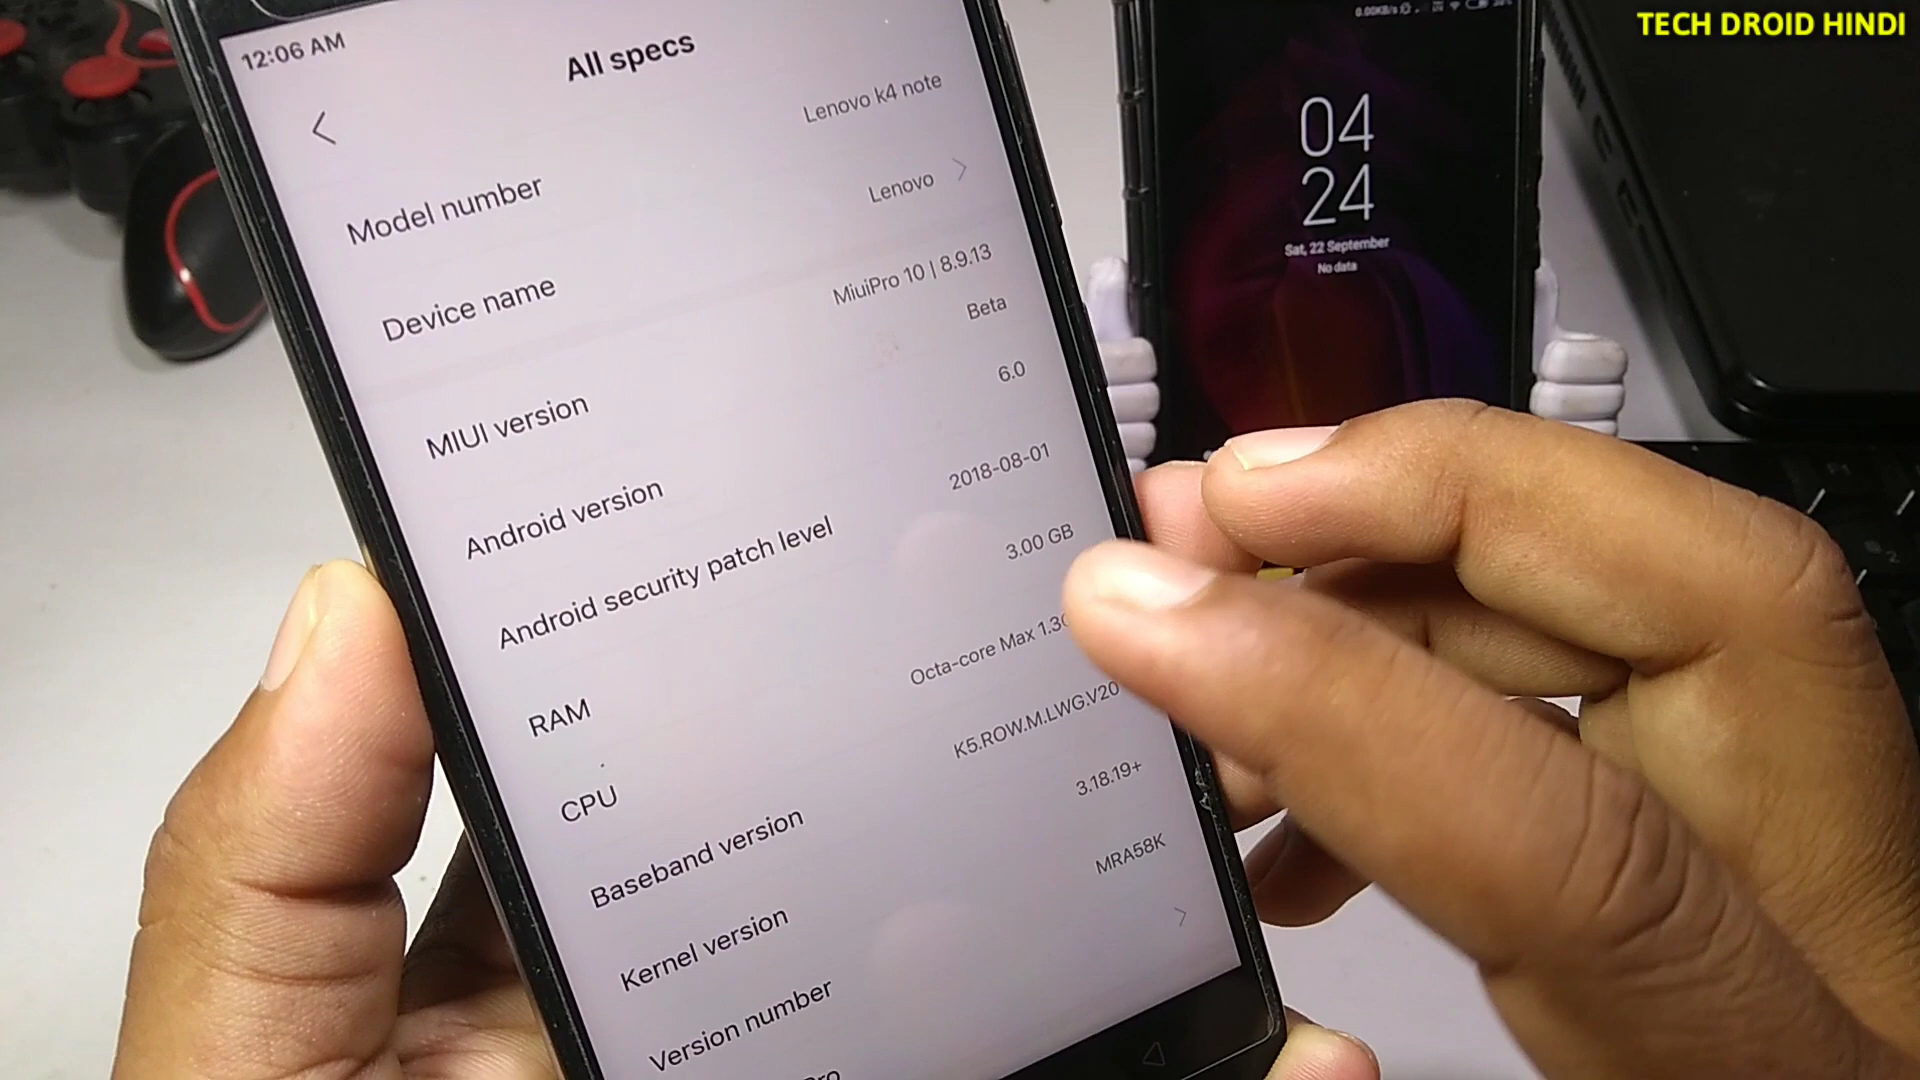 TECH DROID HINDI
12:06 AM
All specs
Model number
Lenovo k4 note
Device name
Lenovo
MIUI version
MiuiPro 10 | 8.9.13
Beta
Android version
6.0
Android security patch level
2018-08-01
RAM
3.00 GB
CPU
Octa-core Max 1.3
Baseband version
K5.ROW.M.LWG.V20
Kernel version
3.18.19+
Version number
MRA58K
0.00KB/s
04
24
Sat, 22 September
No data